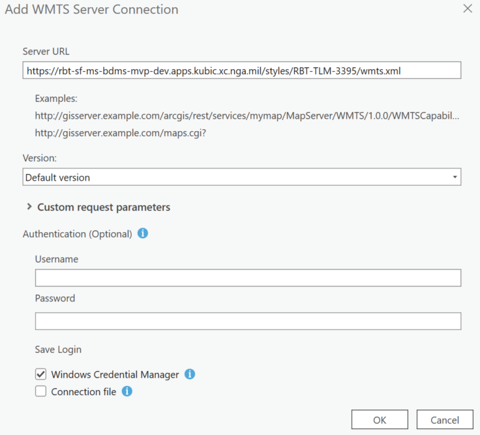 Add WMTS Server Connection
Server URL
https://rbt-sf-ms-bdms-mvp-dev.apps.kubic.xc.nga.mil/styles/RBT-TLM-3395/wmts.xml
Examples:
http://gisserver.example.com/arcgis/rest/services/mymap/MapServer/WMTS/1.0.0/WMTSCapabil...
http://gisserver.example.com/maps.cgi?
Version:
Default version
Custom request parameters
Authentication (Optional)
Username
Password
Save Login
Windows Credential Manager
Connection file
OK Cancel